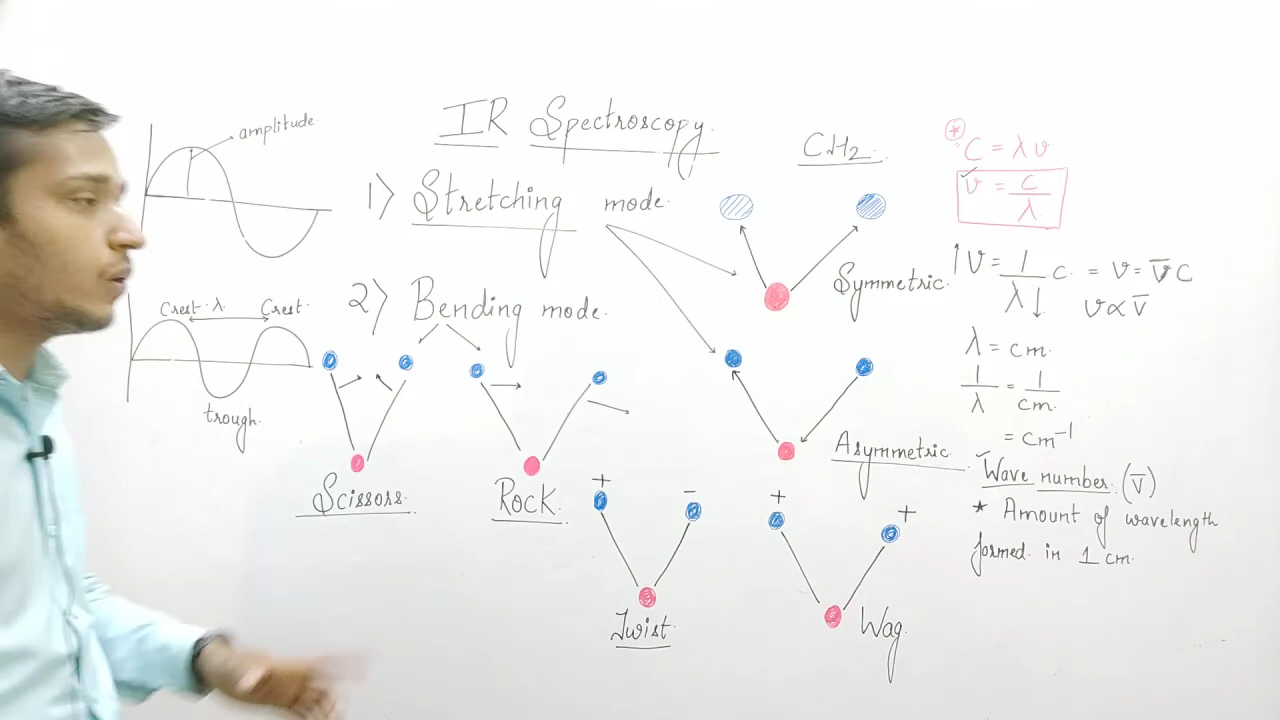 IR Spectroscopy.
amplitude
Crest λ Crest
trough.
1) Stretching mode.
2) Bending mode.
CH2.
Symmetric.
Asymmetric
Scissors.
Rock.
+ -
Twist.
+ +
Wag.
* C = λ ν
✓ ν = C/λ
↑ ν = 1/λ↓ . C = ν = ν̅ C
ν ∝ ν̅
λ = cm.
1/λ = 1/cm.
= cm⁻¹
✓ Wave number. (ν̅)
* Amount of wavelength
formed. in 1 cm.